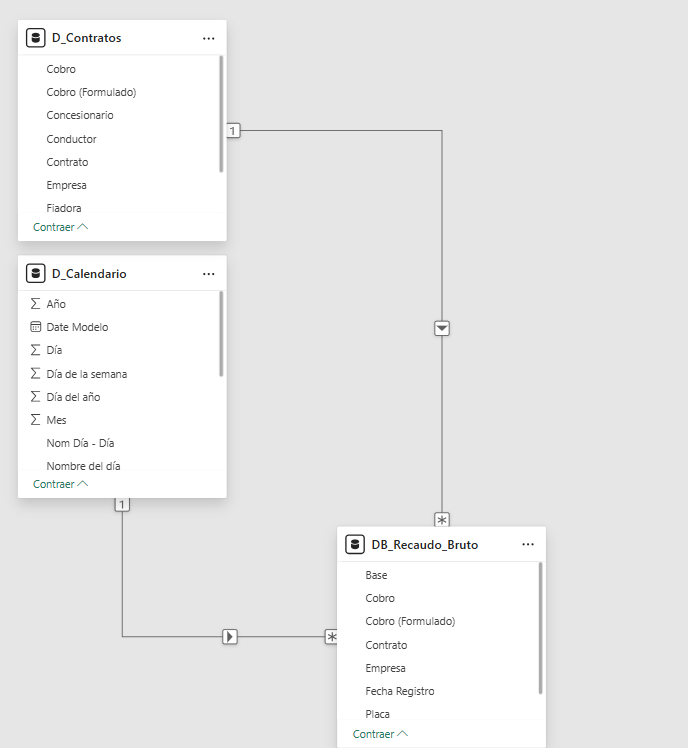 D_Contratos
Cobro
Cobro (Formulado)
Concesionario
Conductor
Contrato
Empresa
Fiadora
Contraer
1
D_Calendario
Año
Date Modelo
Día
Día de la semana
Día del año
Mes
Nom Día - Día
Nombre del día
Contraer
1
*
*
DB_Recaudo_Bruto
Base
Cobro
Cobro (Formulado)
Contrato
Empresa
Fecha Registro
Placa
Contraer